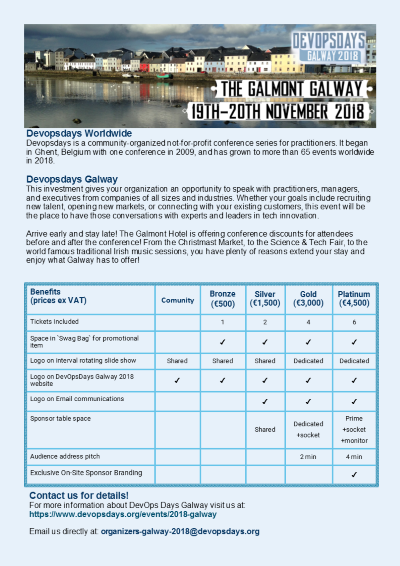 DEVOPSDAYS
GALWAY 2018
THE GALMONT GALWAY
19TH-20TH NOVEMBER 2018
Devopsdays Worldwide
Devopsdays is a community-organized not-for-profit conference series for practitioners. It began
in Ghent, Belgium with one conference in 2009, and has grown to more than 65 events worldwide
in 2018.
Devopsdays Galway
This investment gives your organization an opportunity to speak with practitioners, managers,
and executives from companies of all sizes and industries. Whether your goals include recruiting
new talent, opening new markets, or connecting with your existing customers, this event will
be the place to have those conversations with experts and leaders in tech innovation.
Arrive early and stay late! The Galmont Hotel is offering conference discounts for attendees
before and after the conference! From the Christmast Market, to the Science & Tech Fair, to the
world famous traditional Irish music sessions, you have plenty of reasons extend your stay and
enjoy what Galway has to offer!
Benefits (prices ex VAT) Comunity Bronze (€500) Silver (€1,500) Gold (€3,000) Platinum (€4,500)
Tickets Included 1 2 4 6
Space in `Swag Bag` for promotional item ✓ ✓ ✓ ✓
Logo on interval rotating slide show Shared Shared Shared Dedicated Dedicated
Logo on DevOpsDays Galway 2018 website ✓ ✓ ✓ ✓ ✓
Logo on Email communications ✓ ✓ ✓
Sponsor table space Shared Dedicated +socket Prime +socket +monitor
Audience address pitch 2 min 4 min
Exclusive On-Site Sponsor Branding ✓
Contact us for details!
For more information about DevOps Days Galway visit us at:
https://www.devopsdays.org/events/2018-galway
Email us directly at: organizers-galway-2018@devopsdays.org